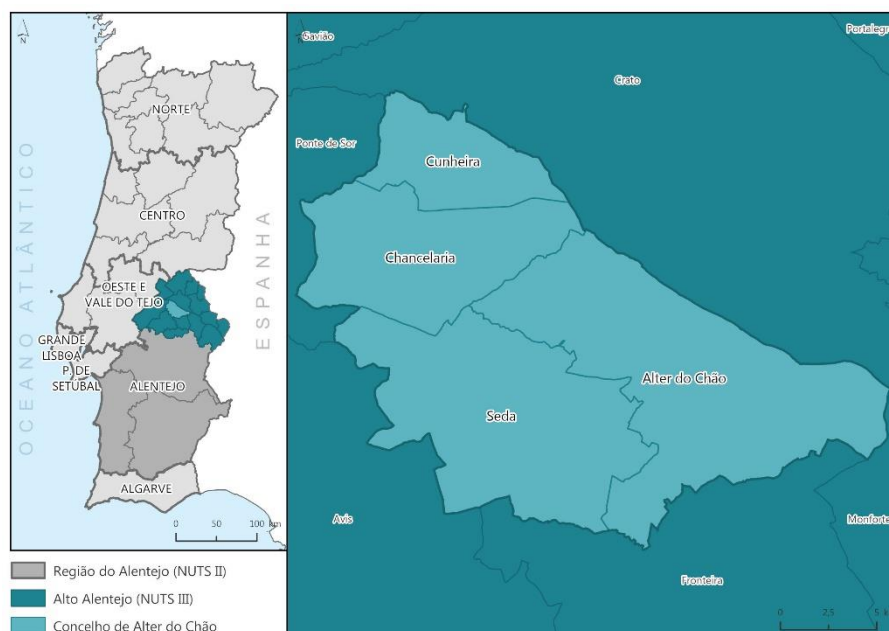 N
OCEANO ATLÂNTICO
ESPANHA
NORTE
CENTRO
OESTE E
VALE DO TEJO
GRANDE
LISBOA
P. DE
SETÚBAL
ALENTEJO
ALGARVE
0 50 100 km
Região do Alentejo (NUTS II)
Alto Alentejo (NUTS III)
Concelho de Alter do Chão
N
Gavião
Portalegr
Crato
Ponte de Sor
Cunheira
Chancelaria
Alter do Chão
Seda
Avis
Monforte
Fronteira
0 2,5 5 k